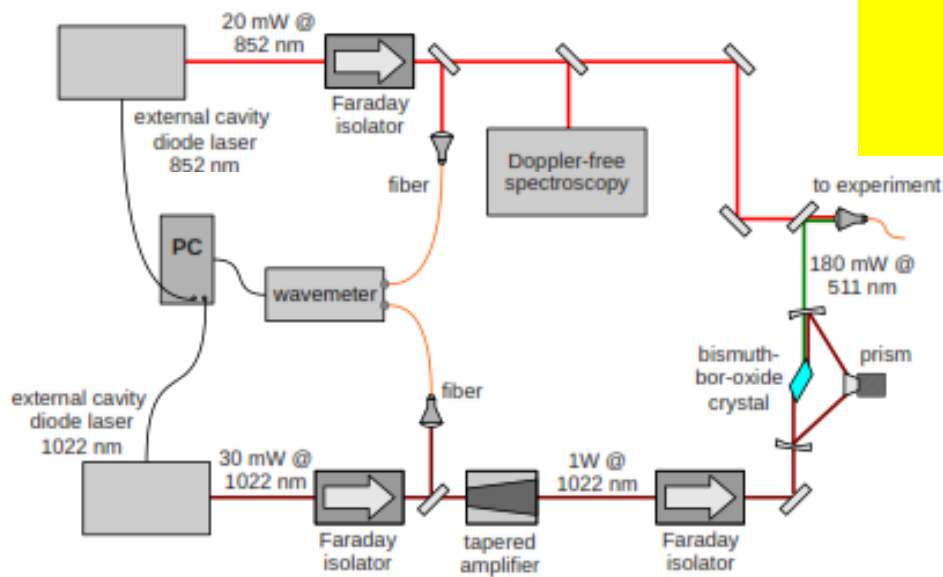 20 mW @
852 nm
Faraday
isolator
external cavity
diode laser
852 nm
fiber
Doppler-free
spectroscopy
to experiment
PC
wavemeter
180 mW @
511 nm
bismuth-
bor-oxide
crystal
prism
external cavity
diode laser
1022 nm
fiber
30 mW @
1022 nm
1W @
1022 nm
Faraday
isolator
tapered
amplifier
Faraday
isolator